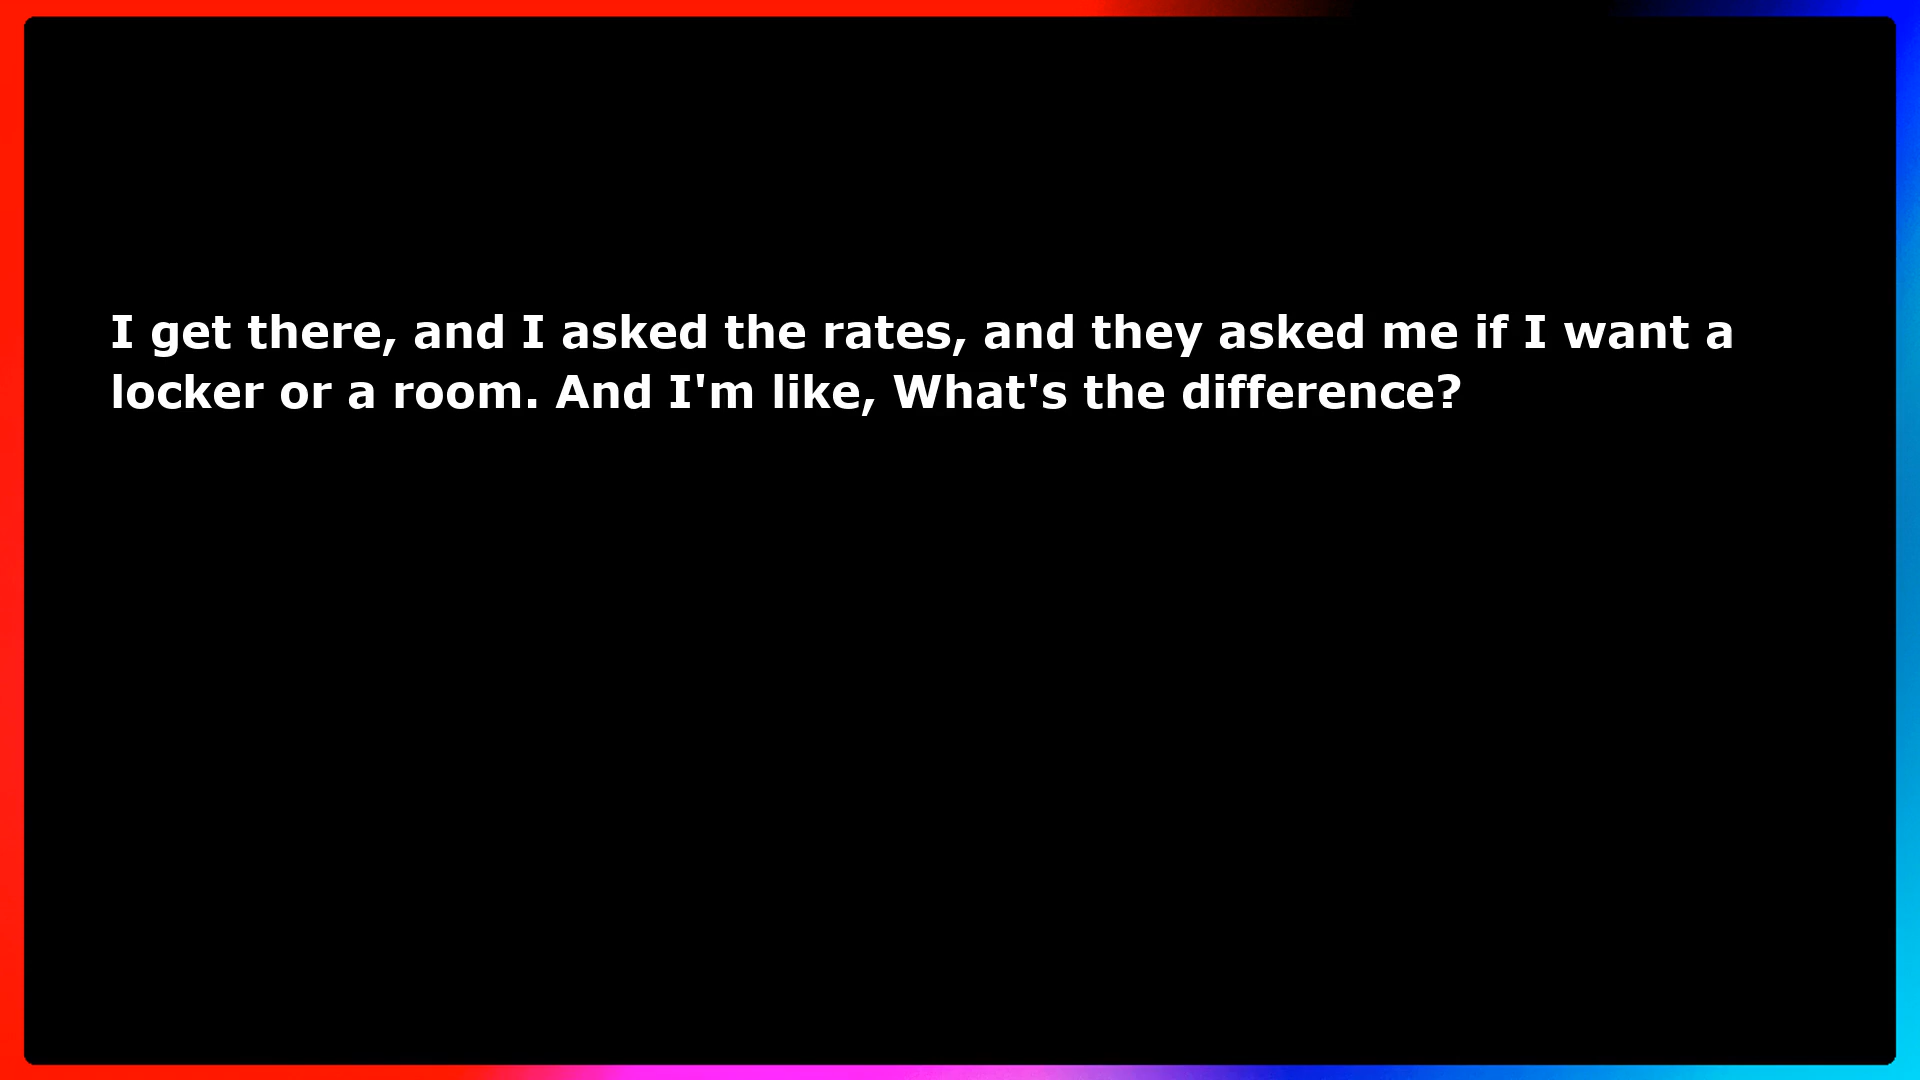 I get there, and I asked the rates, and they asked me if I want a
locker or a room. And I'm like, What's the difference?